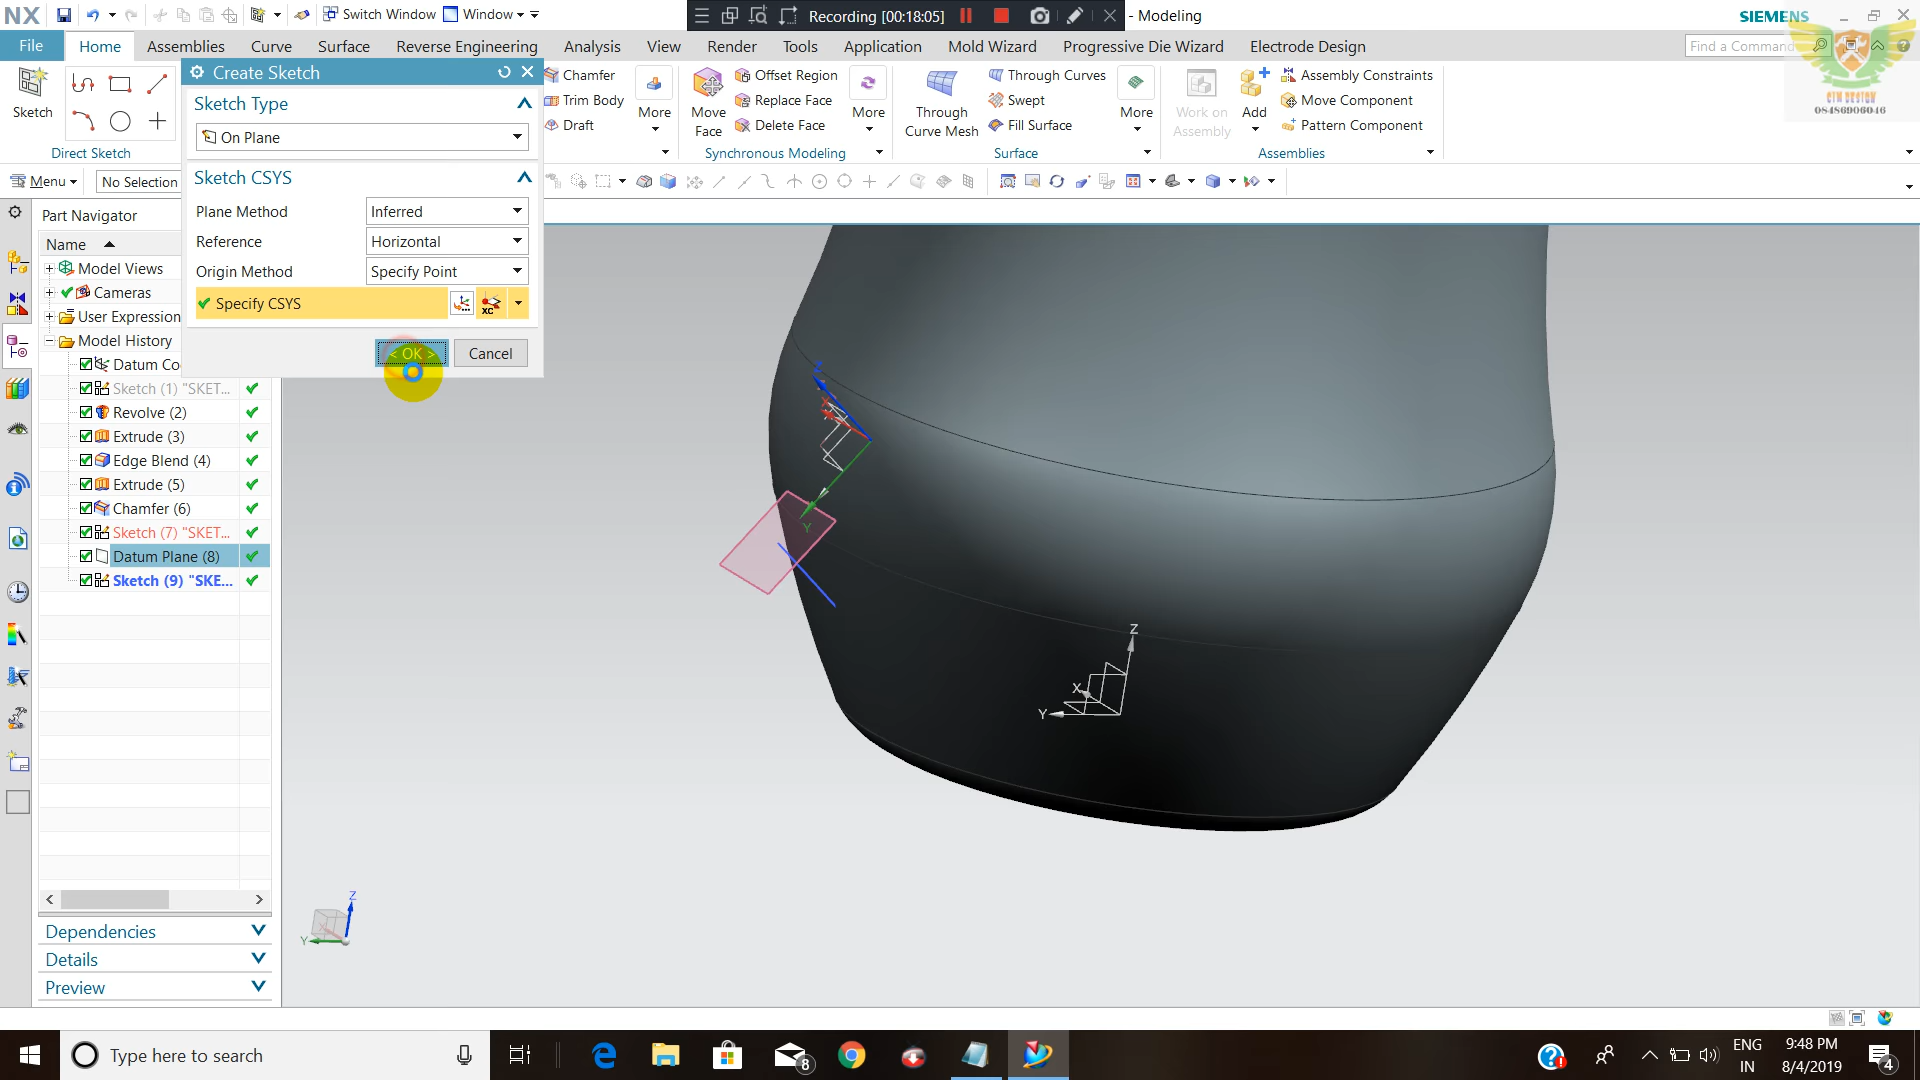 NX Switch Window Window Recording [00:18:05] - Modeling SIEMENS
File Home Assemblies Curve Surface Reverse Engineering Analysis View Render Tools Application Mold Wizard Progressive Die Wizard Electrode Design Find a Command
Create Sketch
Sketch
Direct Sketch
Sketch Type
On Plane
Sketch CSYS
Plane Method Inferred
Reference Horizontal
Origin Method Specify Point
Specify CSYS
< OK > Cancel
Chamfer
Trim Body
Draft
More
Move Face
Offset Region
Replace Face
Delete Face
More
Synchronous Modeling
Through Curve Mesh
Through Curves
Swept
Fill Surface
More
Surface
Work on Assembly
Add
Assembly Constraints
Move Component
Pattern Component
Assemblies
CTM DESIGN
08486906046
Menu No Selection
Part Navigator
Name
Model Views
Cameras
User Expression
Model History
Datum Co
Sketch (1) "SKET...
Revolve (2)
Extrude (3)
Edge Blend (4)
Extrude (5)
Chamfer (6)
Sketch (7) "SKET...
Datum Plane (8)
Sketch (9) "SKE...
Dependencies
Details
Preview
Z
X
Y
XC
Z
X
Y
Z
Y
Type here to search
8
ENG
IN
9:48 PM
8/4/2019
4